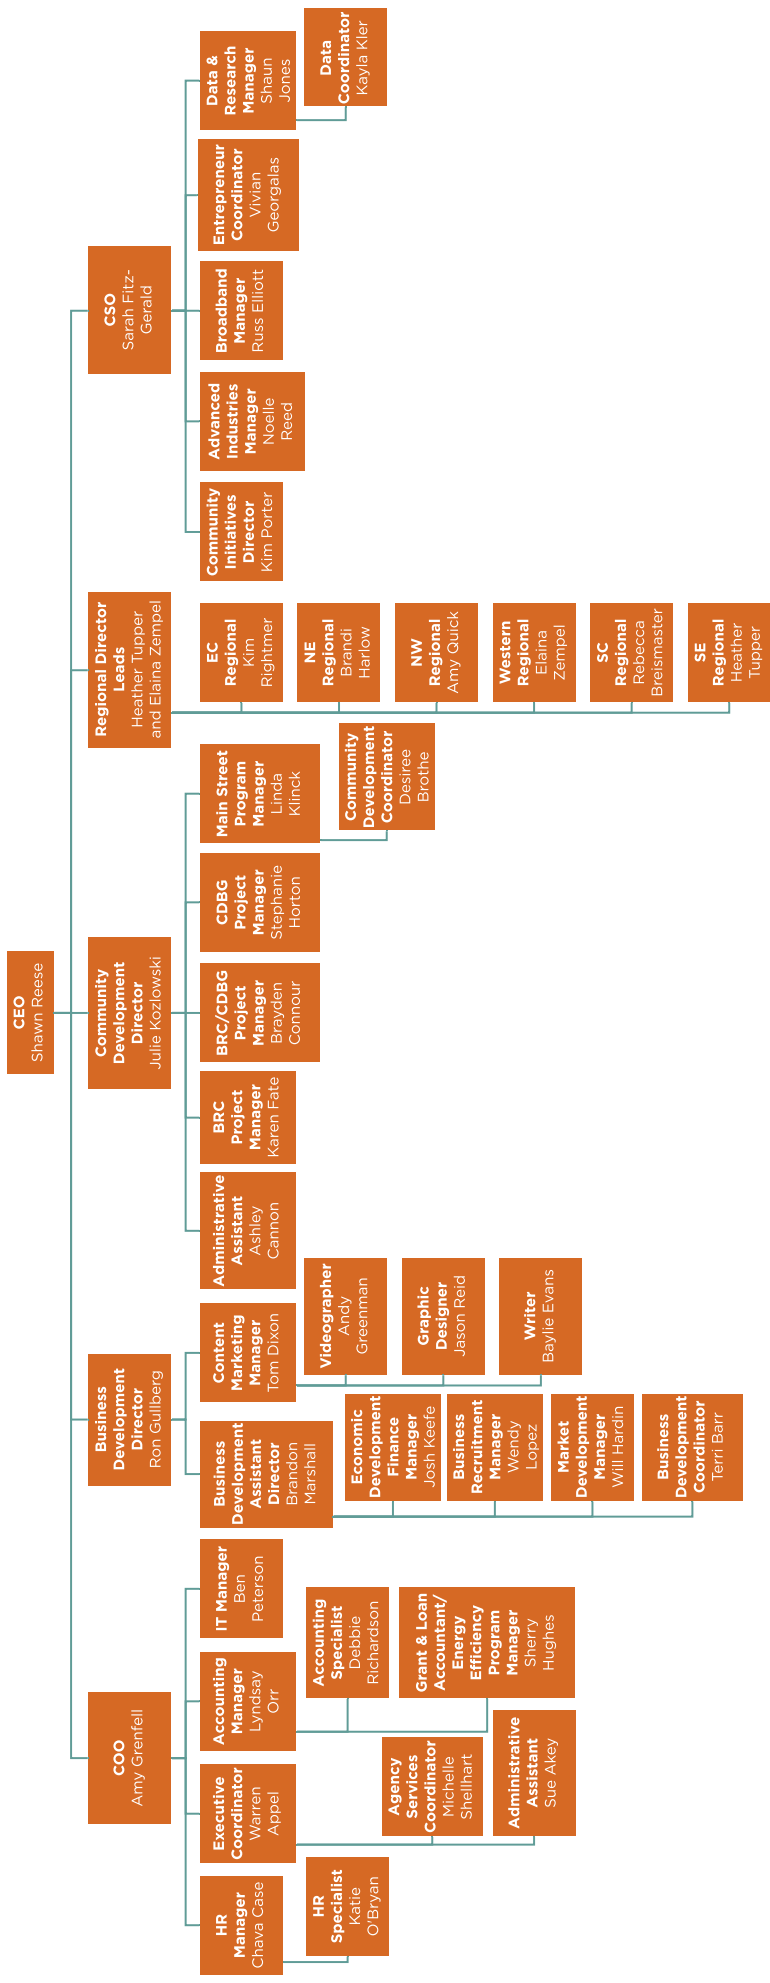 CEO
Shawn Reese
COO
Amy Grenfell
HR
Manager
Chava Case
HR
Specialist
Katie
O'Bryan
Executive
Coordinator
Warren
Appel
Agency
Services
Coordinator
Michelle
Shellhart
Administrative
Assistant
Sue Akey
Accounting
Manager
Lyndsay
Orr
Accounting
Specialist
Debbie
Richardson
Grant & Loan
Accountant/
Energy
Efficiency
Program
Manager
Sherry
Hughes
IT Manager
Ben
Peterson
Business
Development
Director
Ron Gullberg
Business
Development
Assistant
Director
Brandon
Marshall
Economic
Development
Finance
Manager
Josh Keefe
Business
Recruitment
Manager
Wendy
Lopez
Market
Development
Manager
Will Hardin
Business
Development
Coordinator
Terri Barr
Content
Marketing
Manager
Tom Dixon
Videographer
Andy
Greenman
Graphic
Designer
Jason Reid
Writer
Baylie Evans
Community
Development
Director
Julie Kozlowski
Administrative
Assistant
Ashley
Cannon
BRC
Project
Manager
Karen Fate
BRC/CDBG
Project
Manager
Brayden
Connour
CDBG
Project
Manager
Stephanie
Horton
Main Street
Program
Manager
Linda
Klinck
Community
Development
Coordinator
Desiree
Brothe
Regional Director
Leads
Heather Tupper
and Elaina Zempel
EC
Regional
Kim
Rightmer
NE
Regional
Brandi
Harlow
NW
Regional
Amy Quick
Western
Regional
Elaina
Zempel
SC
Regional
Rebecca
Breismaster
SE
Regional
Heather
Tupper
CSO
Sarah Fitz-
Gerald
Community
Initiatives
Director
Kim Porter
Advanced
Industries
Manager
Noelle
Reed
Broadband
Manager
Russ Elliott
Entrepreneur
Coordinator
Vivian
Georgalas
Data &
Research
Manager
Shaun
Jones
Data
Coordinator
Kayla Kler